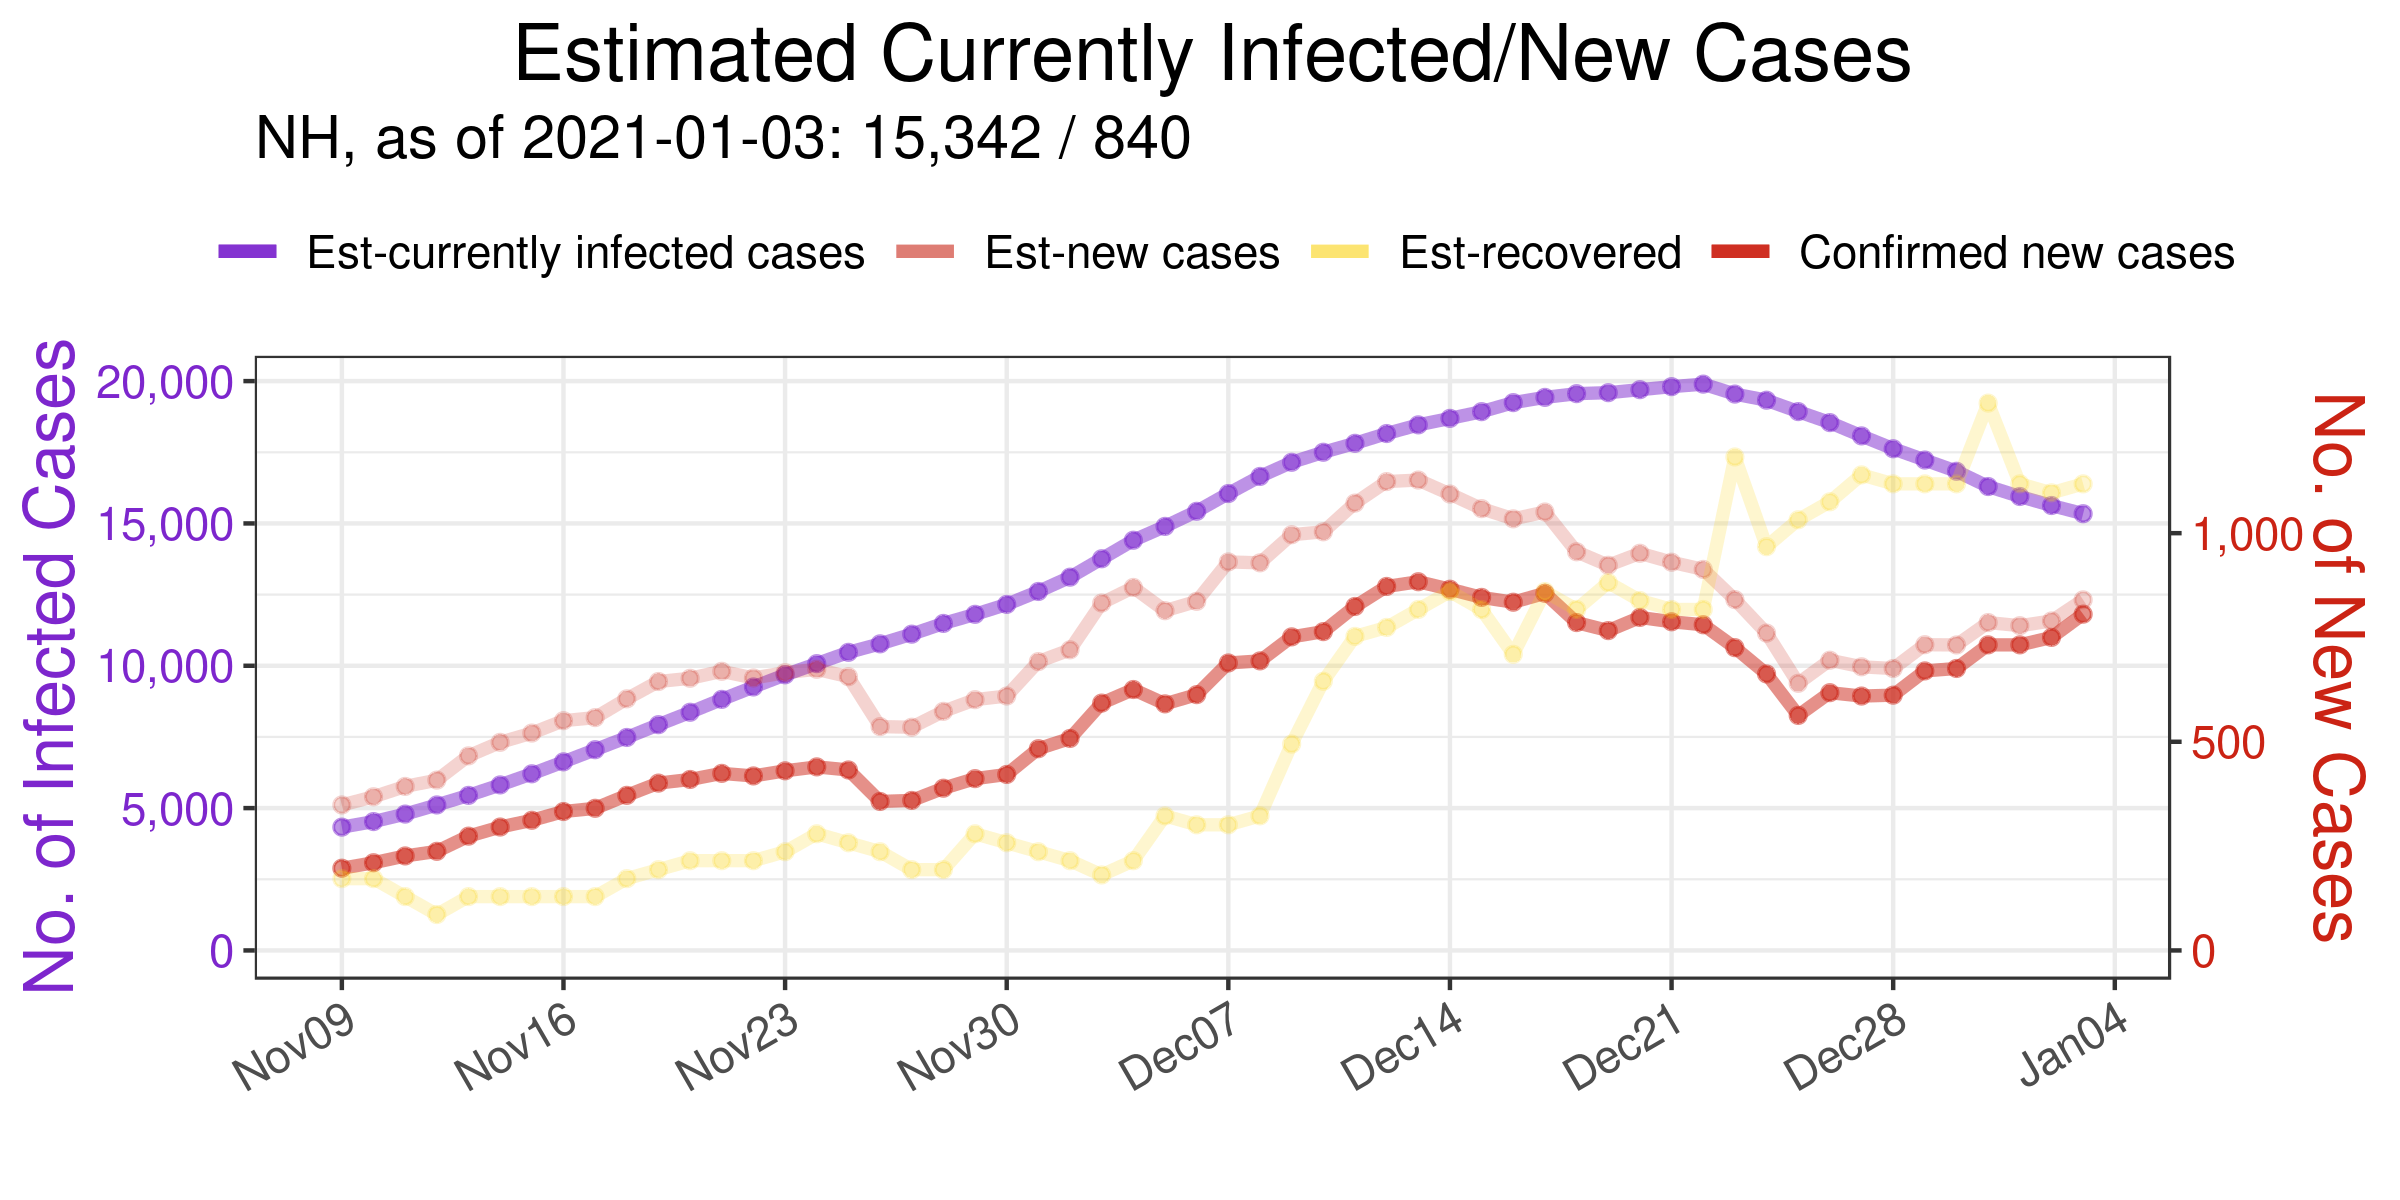 Estimated Currently Infected/New Cases
NH, as of 2021-01-03: 15,342 / 840
Est-currently infected cases
Est-new cases
Est-recovered
Confirmed new cases
No. of Infected Cases
20,000
15,000
10,000
5,000
0
1,000
500
0
No. of New Cases
Nov09
Nov16
Nov23
Nov30
Dec07
Dec14
Dec21
Dec28
Jan04